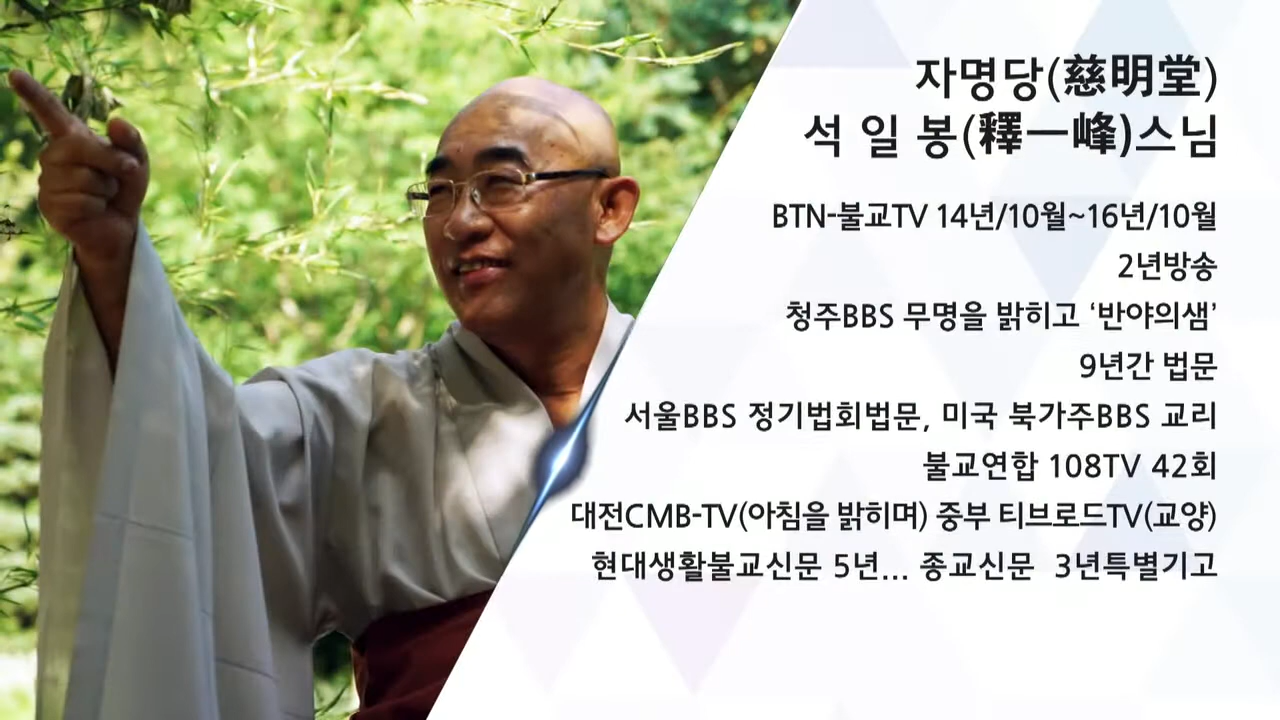 자명당(慈明堂)
석 일 봉(釋一峰)스님
BTN-불교TV 14년/10월~16년/10월
2년방송
청주BBS 무명을 밝히고 ‘반야의샘’
9년간 법문
서울BBS 정기법회법문, 미국 북가주BBS 교리
불교연합 108TV 42회
대전CMB-TV(아침을 밝히며) 중부 티브로드TV(교양)
현대생활불교신문 5년... 종교신문 3년특별기고